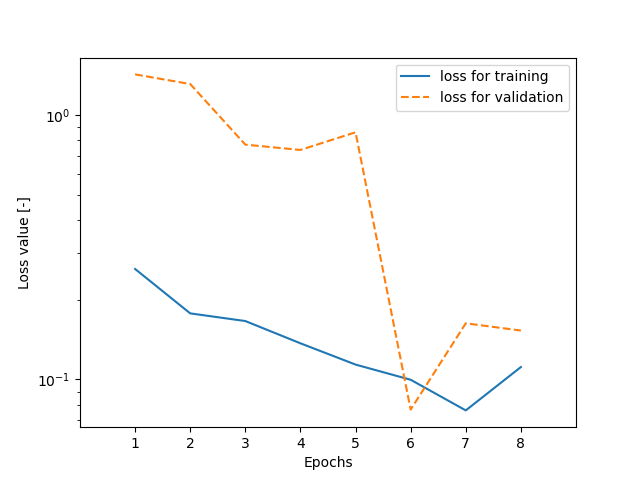 loss for training
loss for validation
10⁰
10⁻¹
Loss value [-]
1 2 3 4 5 6 7 8
Epochs